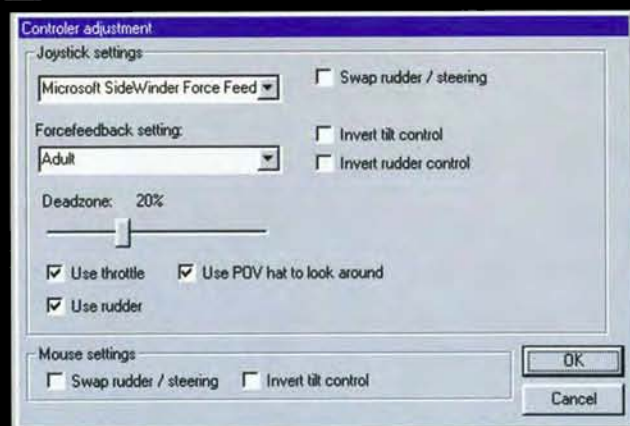 Controler adjustment
Joystick settings
Microsoft SideWinder Force Feed
Swap rudder / steering
Forcefeedback setting:
Invert tilt control
Adult
Invert rudder control
Deadzone: 20%
Use throttle
Use POV hat to look around
Use rudder
Mouse settings
Swap rudder / steering
Invert tilt control
OK
Cancel